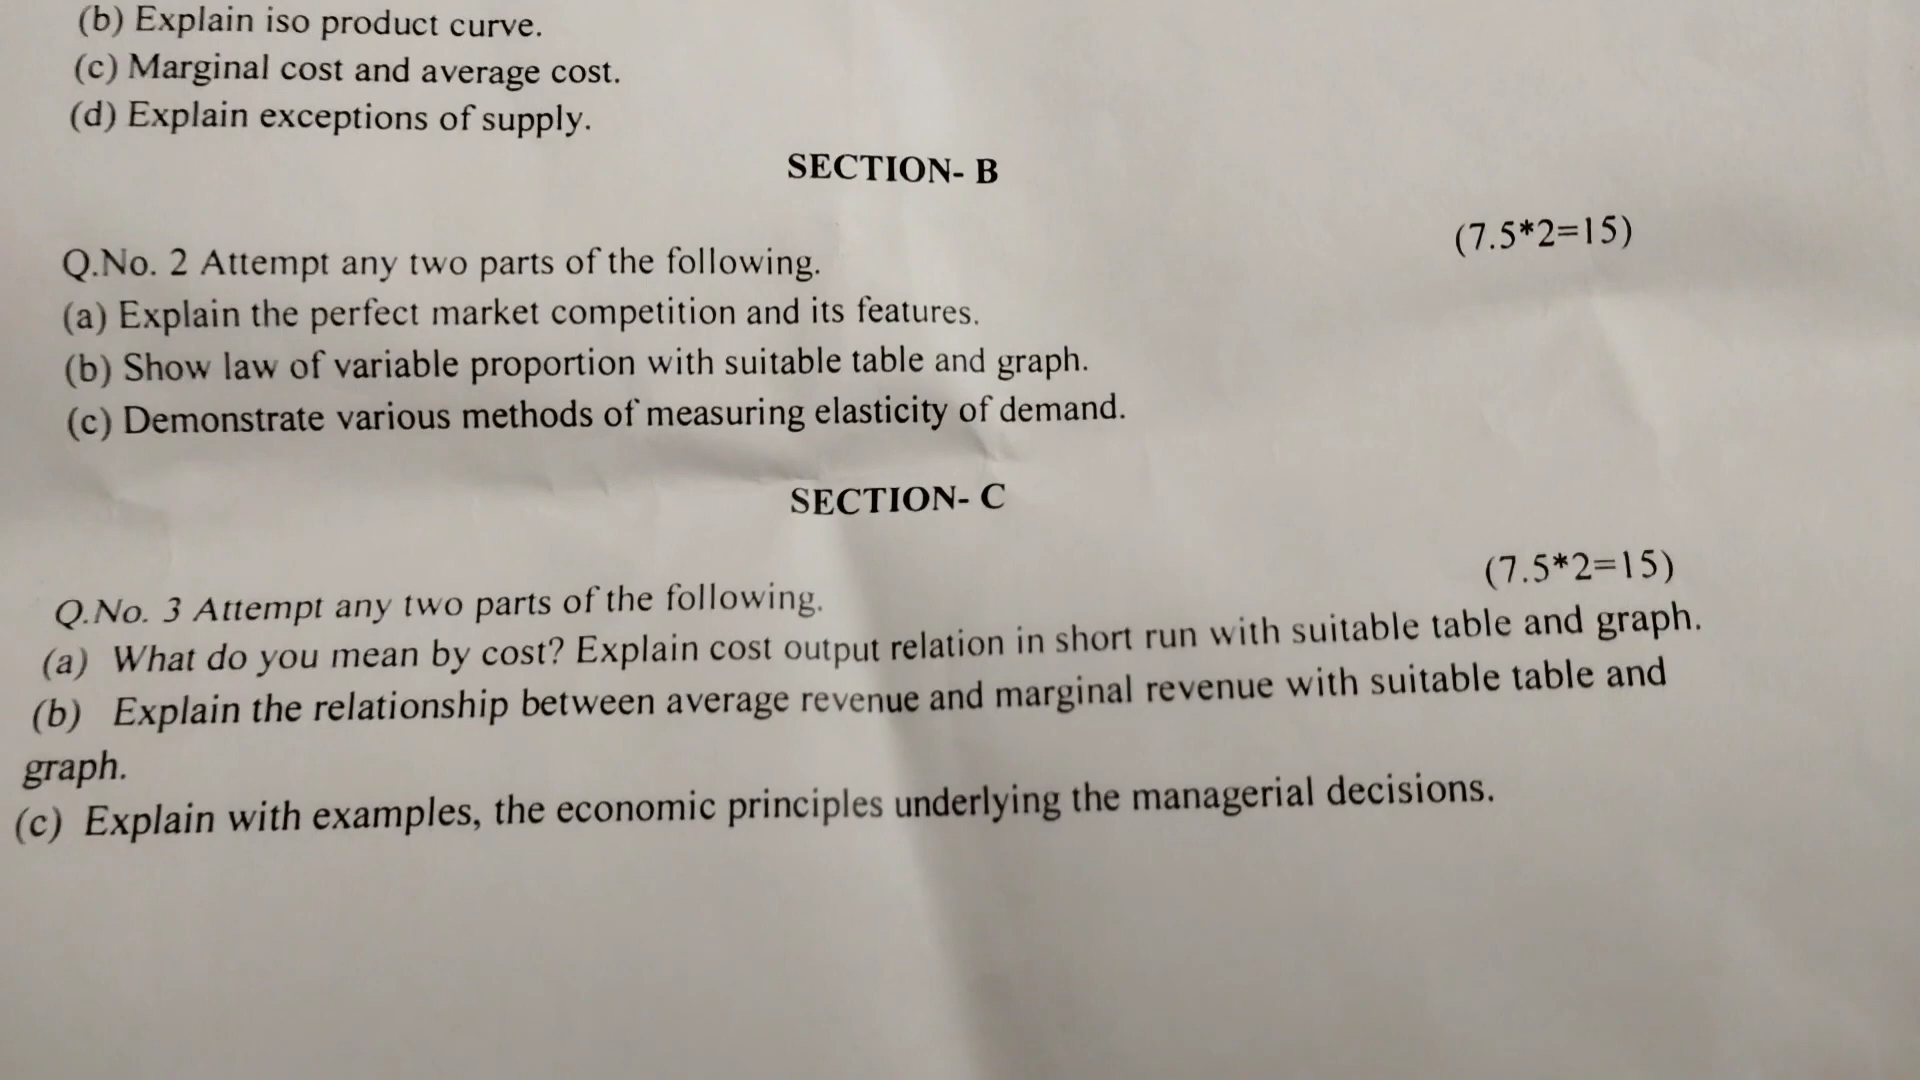 (b) Explain iso product curve.
(c) Marginal cost and average cost.
(d) Explain exceptions of supply.
SECTION- B
(7.5*2=15)
Q.No. 2 Attempt any two parts of the following.
(a) Explain the perfect market competition and its features.
(b) Show law of variable proportion with suitable table and graph.
(c) Demonstrate various methods of measuring elasticity of demand.
SECTION- C
(7.5*2=15)
Q.No. 3 Attempt any two parts of the following.
(a) What do you mean by cost? Explain cost output relation in short run with suitable table and graph.
(b) Explain the relationship between average revenue and marginal revenue with suitable table and
graph.
(c) Explain with examples, the economic principles underlying the managerial decisions.